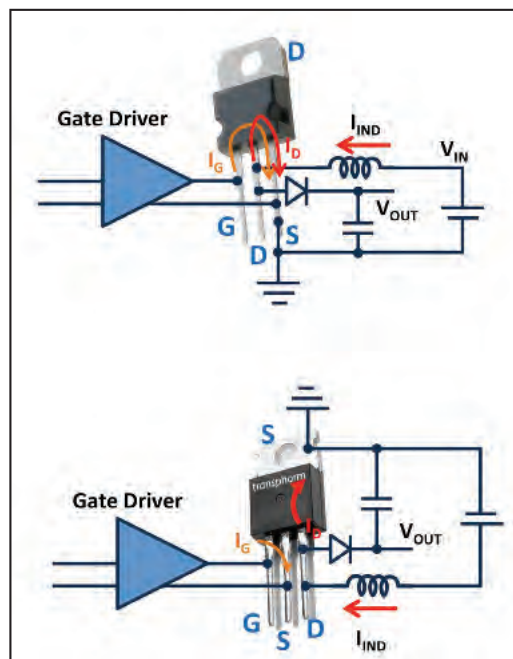 D
Gate Driver
I_IND
I_G
I_D
V_IN
V_OUT
G
D
S
S
Gate Driver
transphorm
I_G
I_D
V_OUT
G
S
D
I_IND